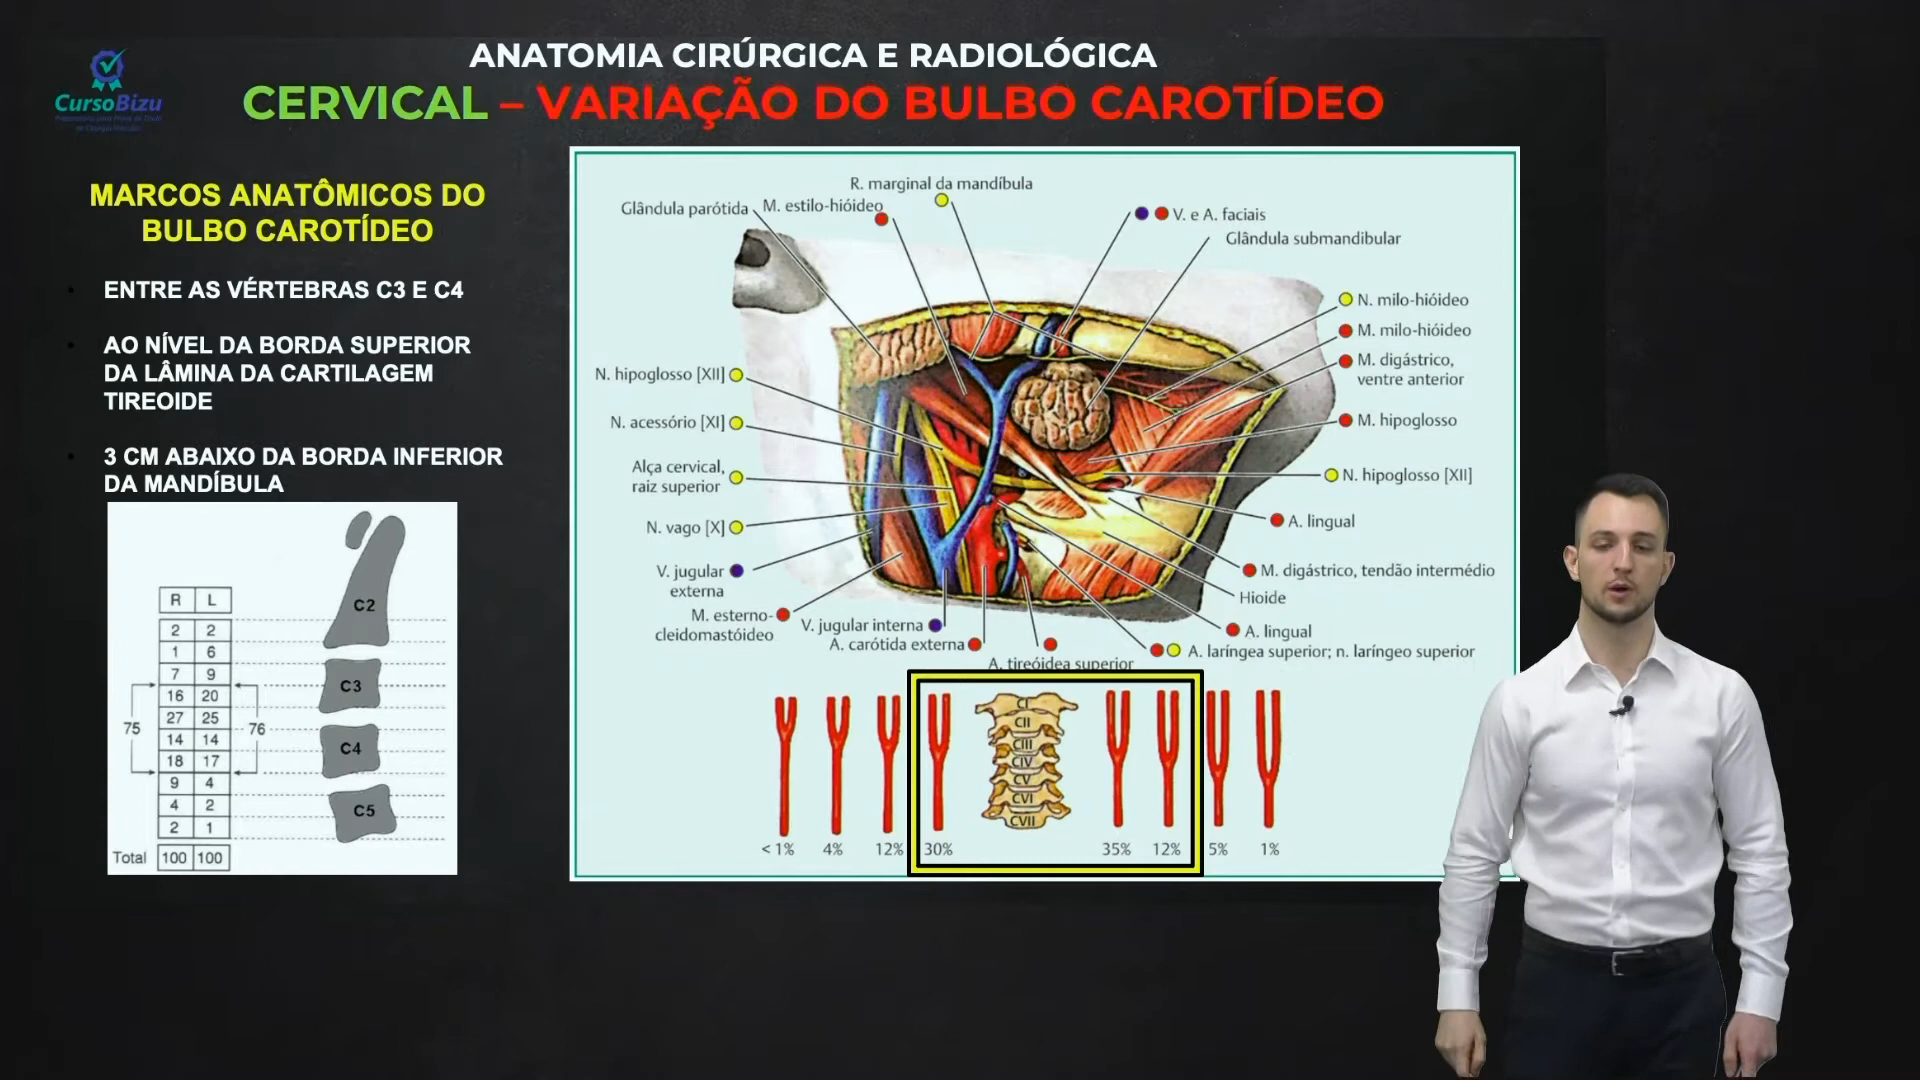 ANATOMIA CIRÚRGICA E RADIOLÓGICA
CERVICAL – VARIAÇÃO DO BULBO CAROTÍDEO
CursoBizu
MARCOS ANATÔMICOS DO
BULBO CAROTÍDEO
ENTRE AS VÉRTEBRAS C3 E C4
AO NÍVEL DA BORDA SUPERIOR
DA LÂMINA DA CARTILAGEM
TIREOIDE
3 CM ABAIXO DA BORDA INFERIOR
DA MANDÍBULA
R L
2 2
1 6
7 9
16 20
27 25
14 14
18 17
9 4
4 2
2 1
Total 100 100
75
76
C2
C3
C4
C5
R. marginal da mandíbula
Glândula parótida
M. estilo-hióideo
V. e A. faciais
Glândula submandibular
N. milo-hióideo
M. milo-hióideo
M. digástrico,
ventre anterior
M. hipoglosso
N. hipoglosso [XII]
A. lingual
M. digástrico, tendão intermédio
Hioide
A. lingual
A. laríngea superior; n. laríngeo superior
N. hipoglosso [XII]
N. acessório [XI]
Alça cervical,
raiz superior
N. vago [X]
V. jugular
externa
M. esterno-
cleidomastóideo
V. jugular interna
A. carótida externa
A. tireóidea superior
CI
CII
CIII
CIV
CV
CVI
CVII
< 1% 4% 12% 30% 35% 12% 5% 1%